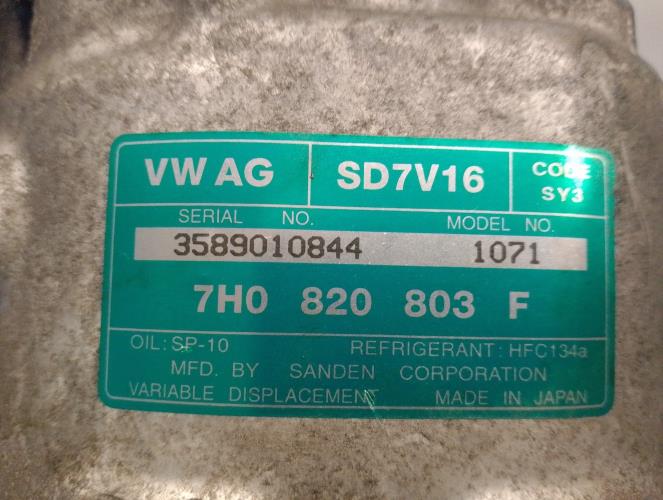 VW AG SD7V16 CODE SY3
SERIAL NO. MODEL NO.
3589010844 1071
7H0 820 803 F
OIL: SP-10 REFRIGERANT: HFC134a
MFD. BY SANDEN CORPORATION
VARIABLE DISPLACEMENT MADE IN JAPAN